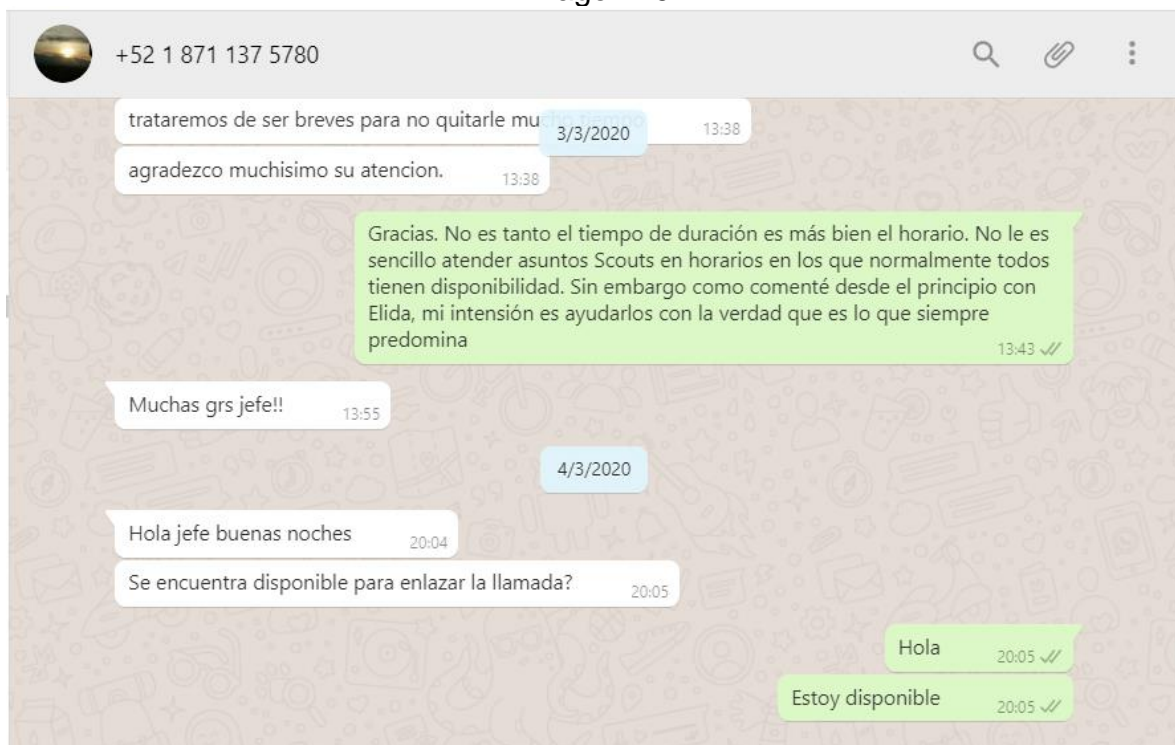 +52 1 871 137 5780
trataremos de ser breves para no quitarle mucho tiempo 13:38
3/3/2020
agradezco muchisimo su atencion. 13:38
Gracias. No es tanto el tiempo de duración es más bien el horario. No le es
sencillo atender asuntos Scouts en horarios en los que normalmente todos
tienen disponibilidad. Sin embargo como comenté desde el principio con
Elida, mi intensión es ayudarlos con la verdad que es lo que siempre
predomina 13:43
Muchas grs jefe!! 13:55
4/3/2020
Hola jefe buenas noches 20:04
Se encuentra disponible para enlazar la llamada? 20:05
Hola 20:05
Estoy disponible 20:05